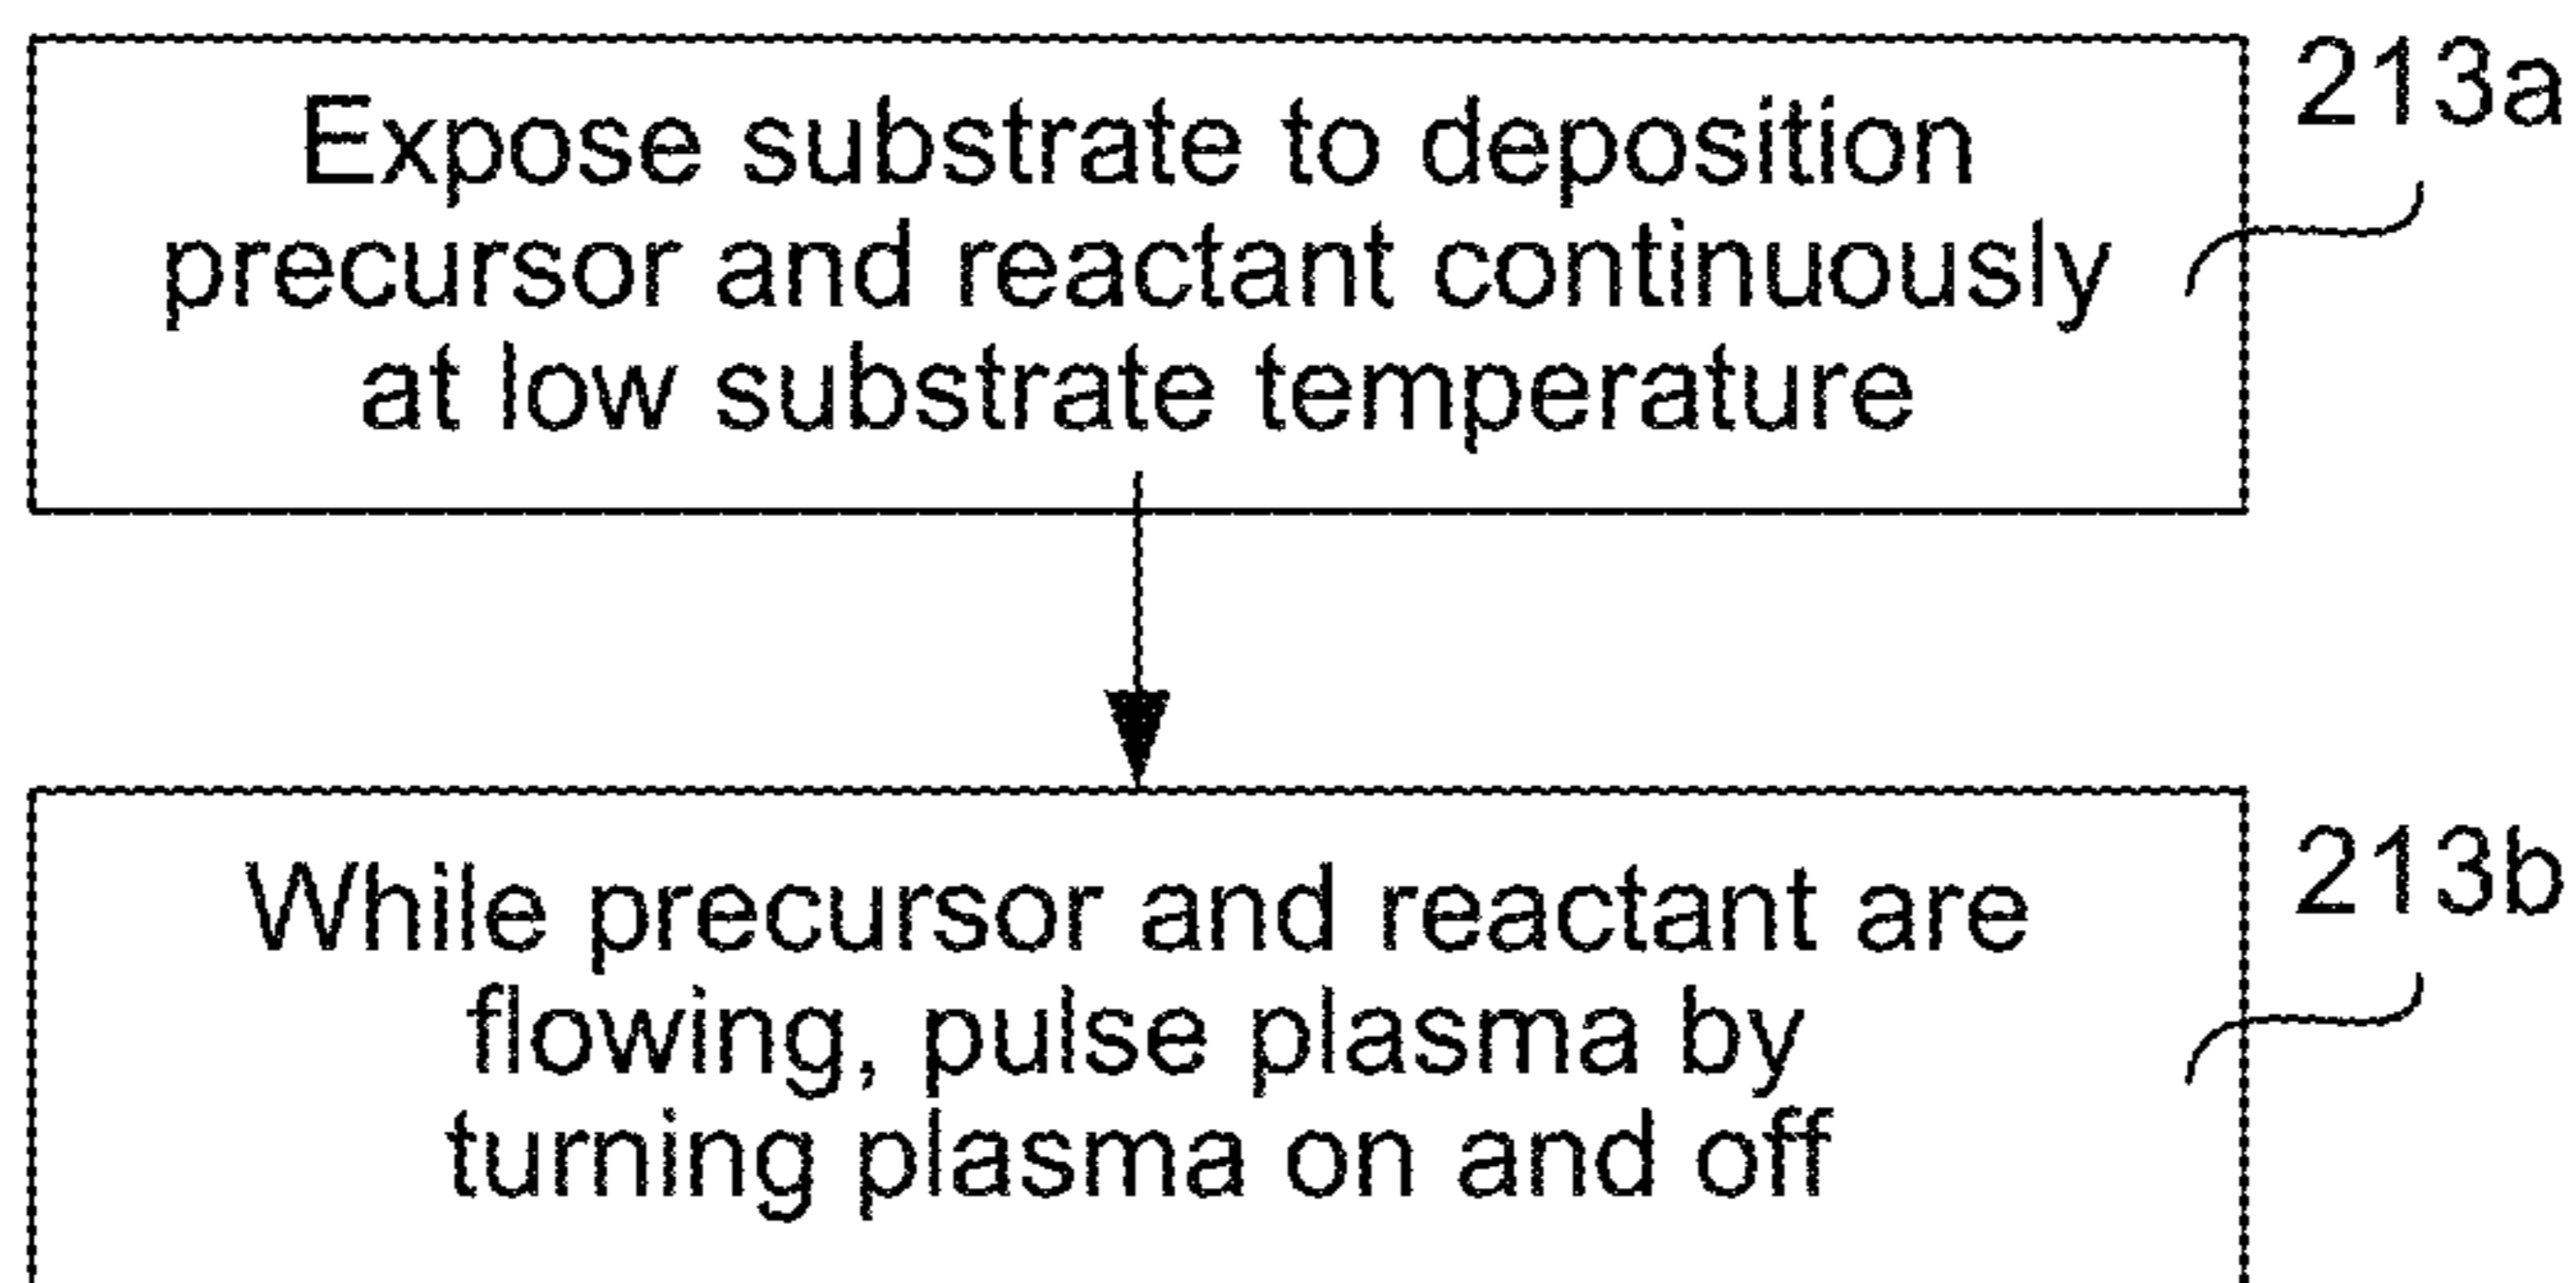 Expose substrate to deposition
precursor and reactant continuously
at low substrate temperature
213a
While precursor and reactant are
flowing, pulse plasma by
turning plasma on and off
213b